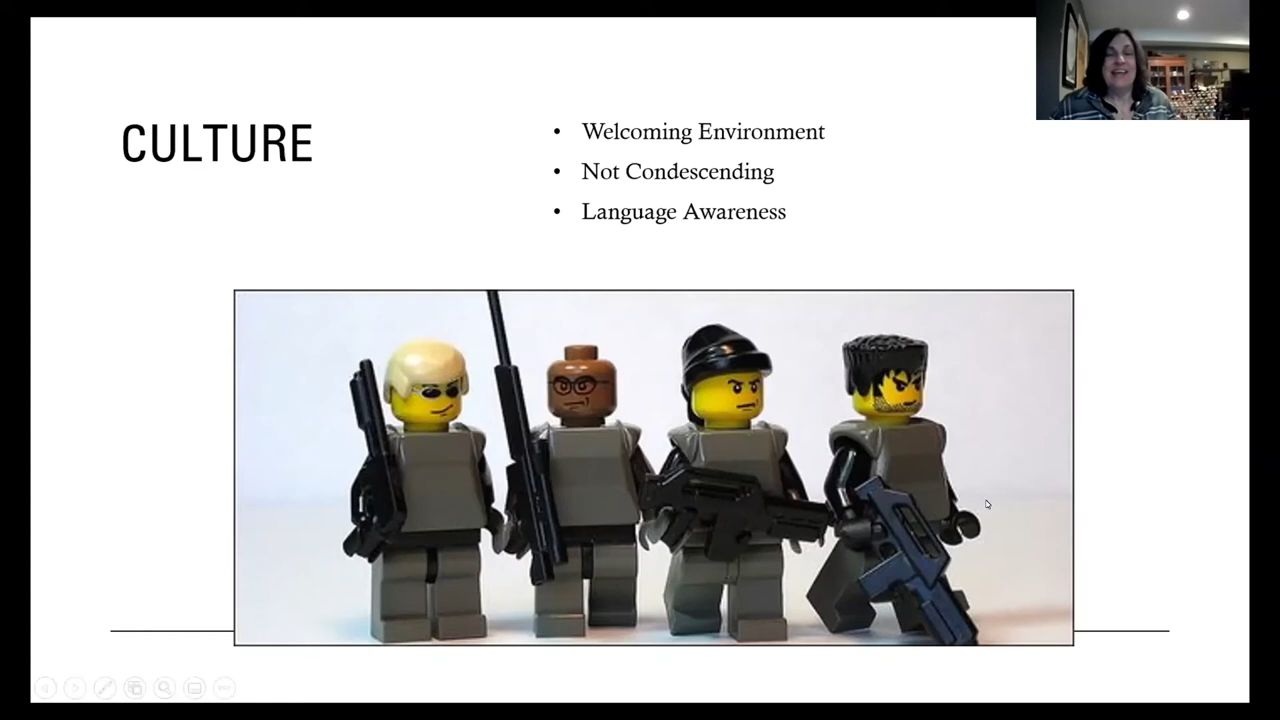 CULTURE
• Welcoming Environment
• Not Condescending
• Language Awareness